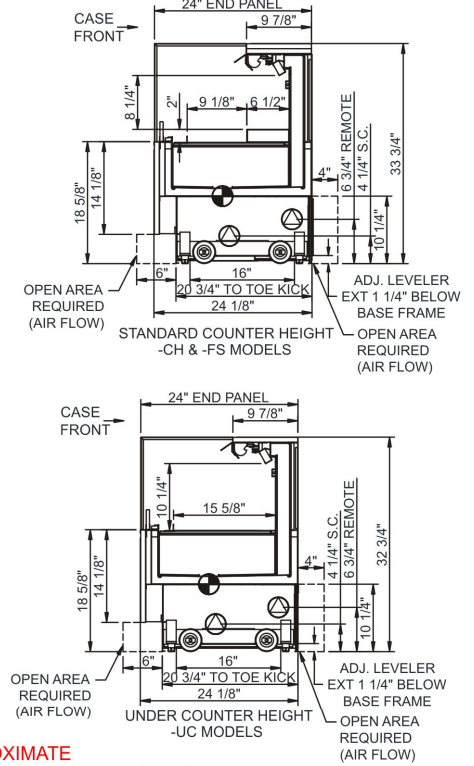 24" END PANEL
9 7/8"
CASE
FRONT
8 1/4"
2"
9 1/8"
6 1/2"
18 5/8"
14 1/8"
4"
6 3/4" REMOTE
4 1/4" S.C.
10 1/4"
33 3/4"
6"
16"
20 3/4" TO TOE KICK
24 1/8"
OPEN AREA
REQUIRED
(AIR FLOW)
ADJ. LEVELER
EXT 1 1/4" BELOW
BASE FRAME
OPEN AREA
REQUIRED
(AIR FLOW)
STANDARD COUNTER HEIGHT
-CH & -FS MODELS
24" END PANEL
CASE
FRONT
9 7/8"
10 1/4"
15 5/8"
18 5/8"
14 1/8"
4"
4 1/4" S.C.
6 3/4" REMOTE
10 1/4"
32 3/4"
6"
16"
20 3/4" TO TOE KICK
24 1/8"
OPEN AREA
REQUIRED
(AIR FLOW)
ADJ. LEVELER
EXT 1 1/4" BELOW
BASE FRAME
OPEN AREA
REQUIRED
(AIR FLOW)
UNDER COUNTER HEIGHT
-UC MODELS
OXIMATE